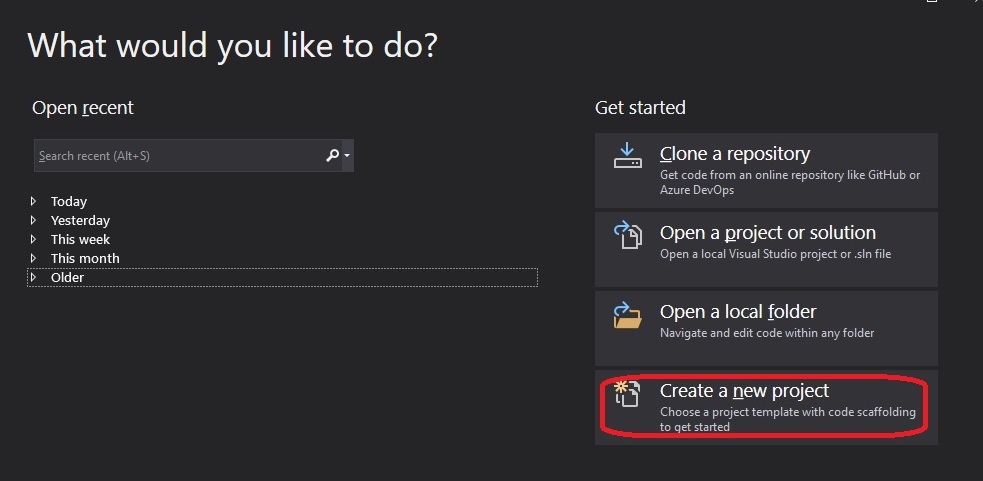 What would you like to do?
Open recent
Search recent (Alt+S)
Today
Yesterday
This week
This month
Older
Get started
Clone a repository
Get code from an online repository like GitHub or
Azure DevOps
Open a project or solution
Open a local Visual Studio project or .sln file
Open a local folder
Navigate and edit code within any folder
Create a new project
Choose a project template with code scaffolding
to get started